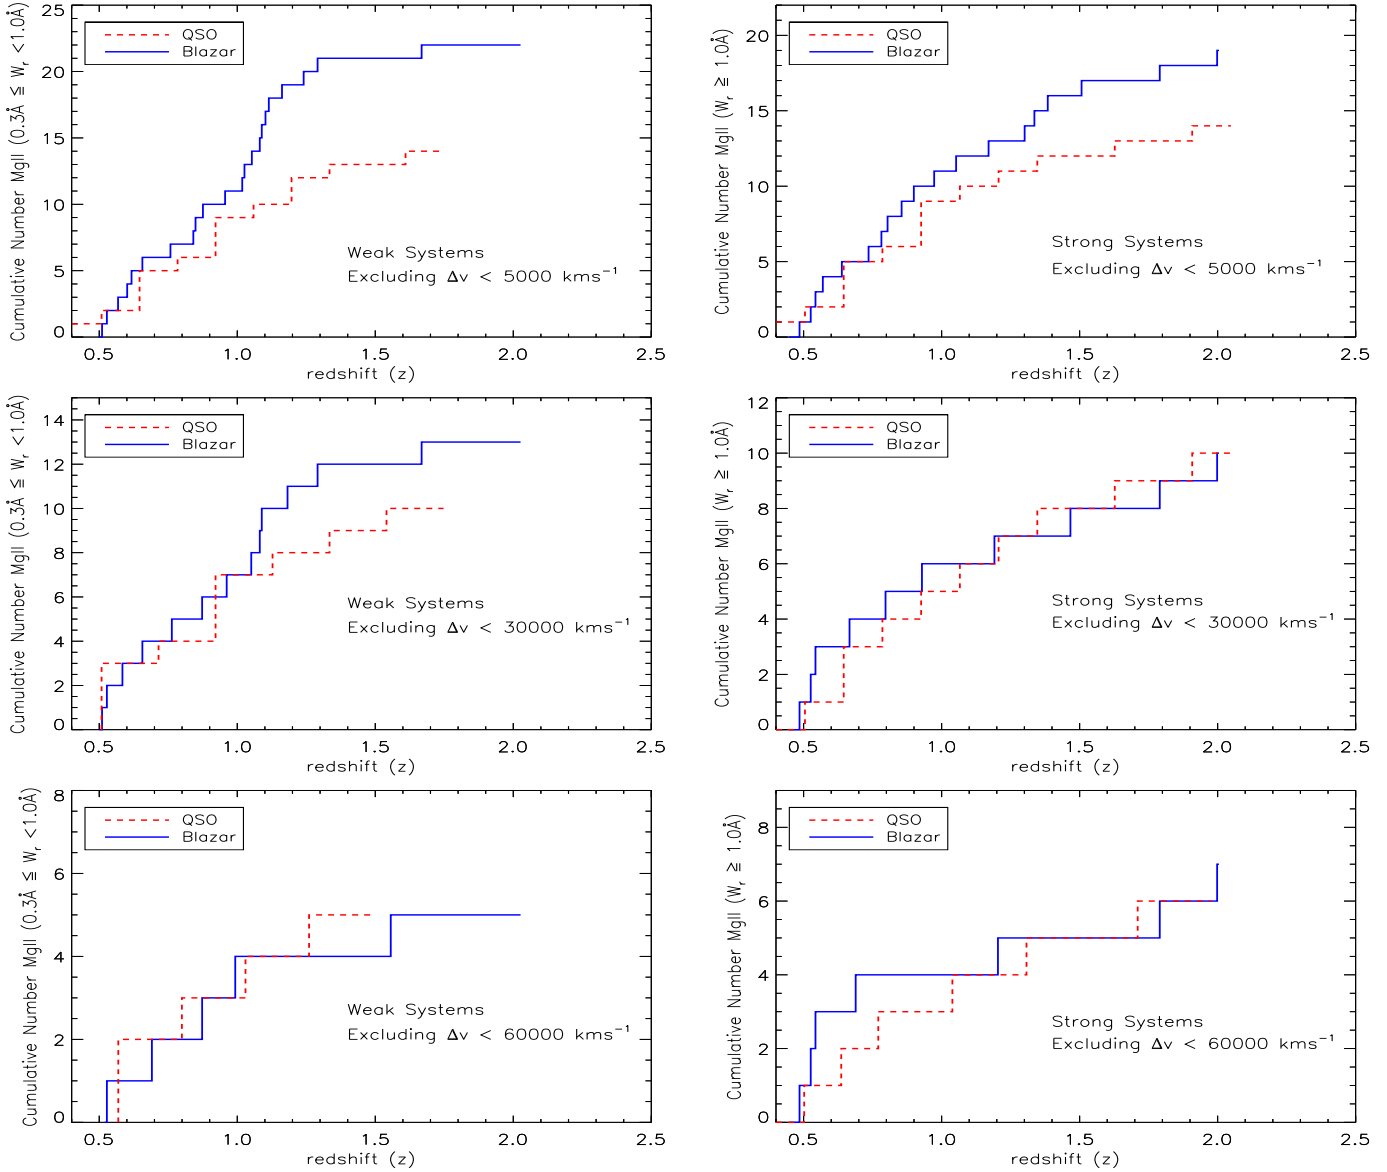 QSO
Blazar
Weak Systems
Excluding Δv < 5000 kms⁻¹
0
5
10
15
20
25
0.5 1.0 1.5 2.0 2.5
redshift (z)
Cumulative Number MgII (0.3Å ≤ Wᵣ <1.0Å)
QSO
Blazar
Strong Systems
Excluding Δv < 5000 kms⁻¹
0
5
10
15
20
0.5 1.0 1.5 2.0 2.5
redshift (z)
Cumulative Number MgII (Wᵣ ≥ 1.0Å)
QSO
Blazar
Weak Systems
Excluding Δv < 30000 kms⁻¹
0
2
4
6
8
10
12
14
0.5 1.0 1.5 2.0 2.5
redshift (z)
Cumulative Number MgII (0.3Å ≤ Wᵣ <1.0Å)
QSO
Blazar
Strong Systems
Excluding Δv < 30000 kms⁻¹
0
2
4
6
8
10
12
0.5 1.0 1.5 2.0 2.5
redshift (z)
Cumulative Number MgII (Wᵣ ≥ 1.0Å)
QSO
Blazar
Weak Systems
Excluding Δv < 60000 kms⁻¹
0
2
4
6
8
0.5 1.0 1.5 2.0 2.5
redshift (z)
Cumulative Number MgII (0.3Å ≤ Wᵣ <1.0Å)
QSO
Blazar
Strong Systems
Excluding Δv < 60000 kms⁻¹
0
2
4
6
8
0.5 1.0 1.5 2.0 2.5
redshift (z)
Cumulative Number MgII (Wᵣ ≥ 1.0Å)